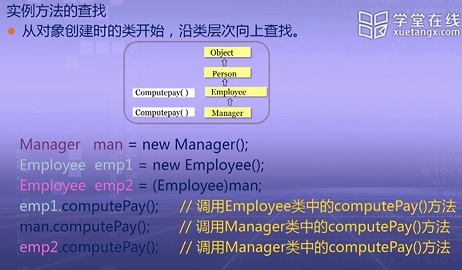 实例方法的查找
学堂在线
xuetangx.com
● 从对象创建时的类开始，沿类层次向上查找。
Object
Person
Computepay( ) Employee
Computepay( ) Manager
Manager man = new Manager();
Employee emp1 = new Employee();
Employee emp2 = (Employee)man;
emp1.computePay(); // 调用Employee类中的computePay()方法
man.computePay(); // 调用Manager类中的computePay()方法
emp2.computePay(); // 调用Manager类中的computePay()方法